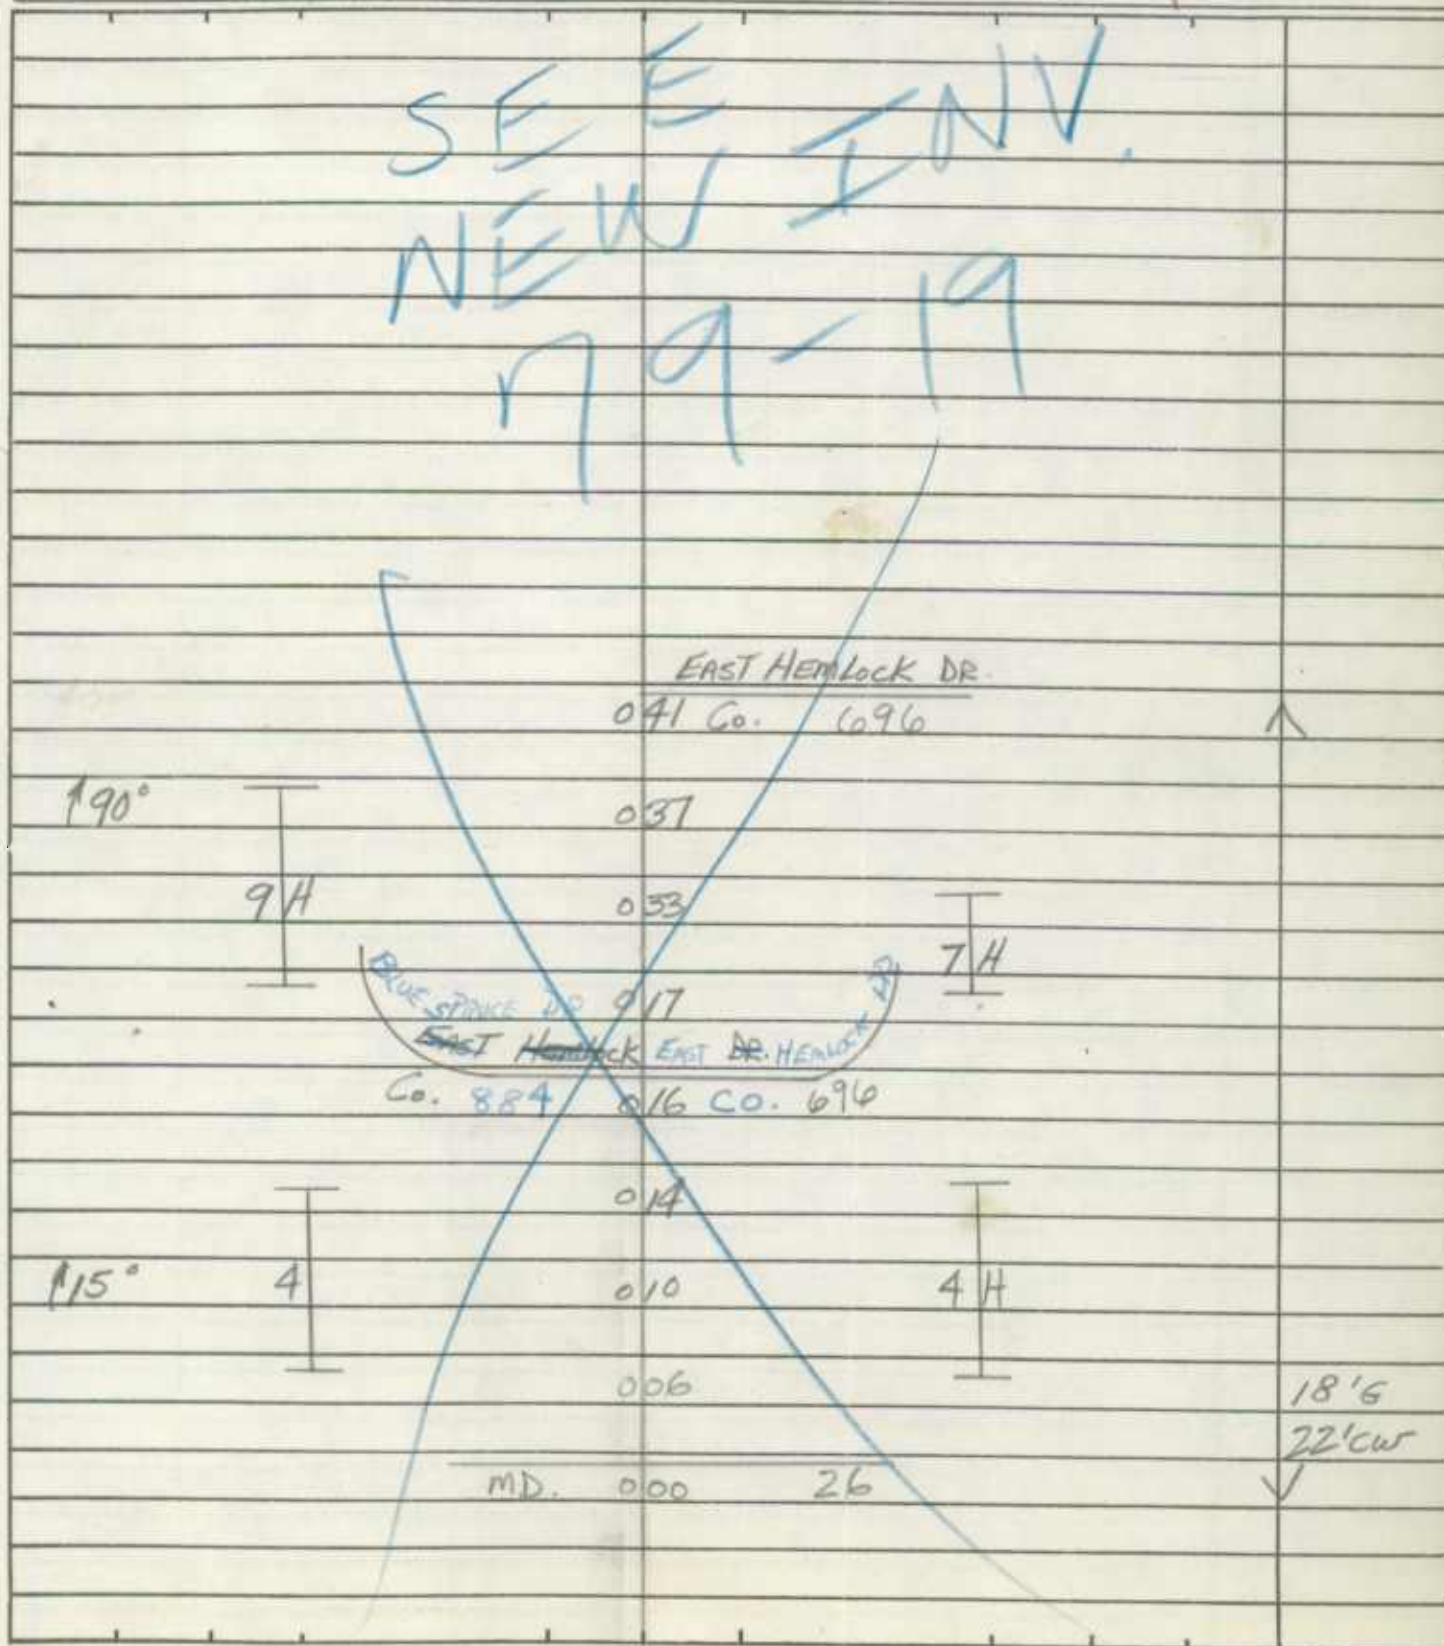 SEE
NEW INV.
79-19
EAST HEMLOCK DR.
0 41 Co. 696
↑90° 0 37
9 H 0 33 7 H
BLUE SPRUCE DR 0 17
EAST HEMLOCK EAST DR. HEMLOCK DR
Co. 884 0 16 CO. 696
0 14
↑15° 4 0 10 4 H
0 06 18'G
22'CW
MD. 0 00 26